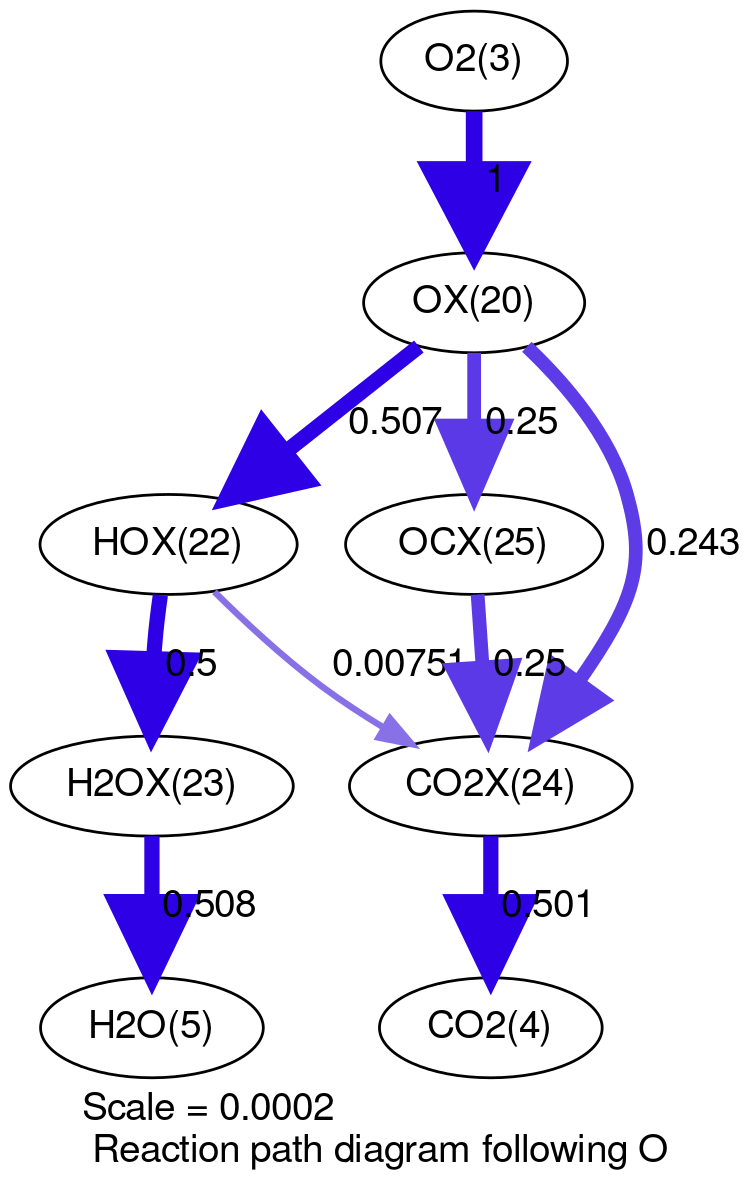 O2(3)
1
OX(20)
0.507
0.25
0.243
HOX(22)
OCX(25)
0.5
0.00751
0.25
H2OX(23)
CO2X(24)
0.508
0.501
H2O(5)
CO2(4)
Scale = 0.0002
Reaction path diagram following O